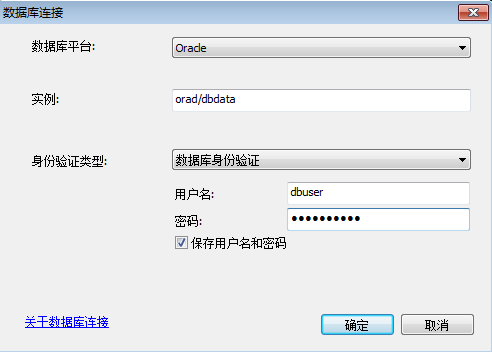 数据库连接
数据库平台:
Oracle
实例:
orad/dbdata
身份验证类型:
数据库身份验证
用户名:
dbuser
密码:
●●●●●●●●●●
保存用户名和密码
关于数据库连接
确定
取消